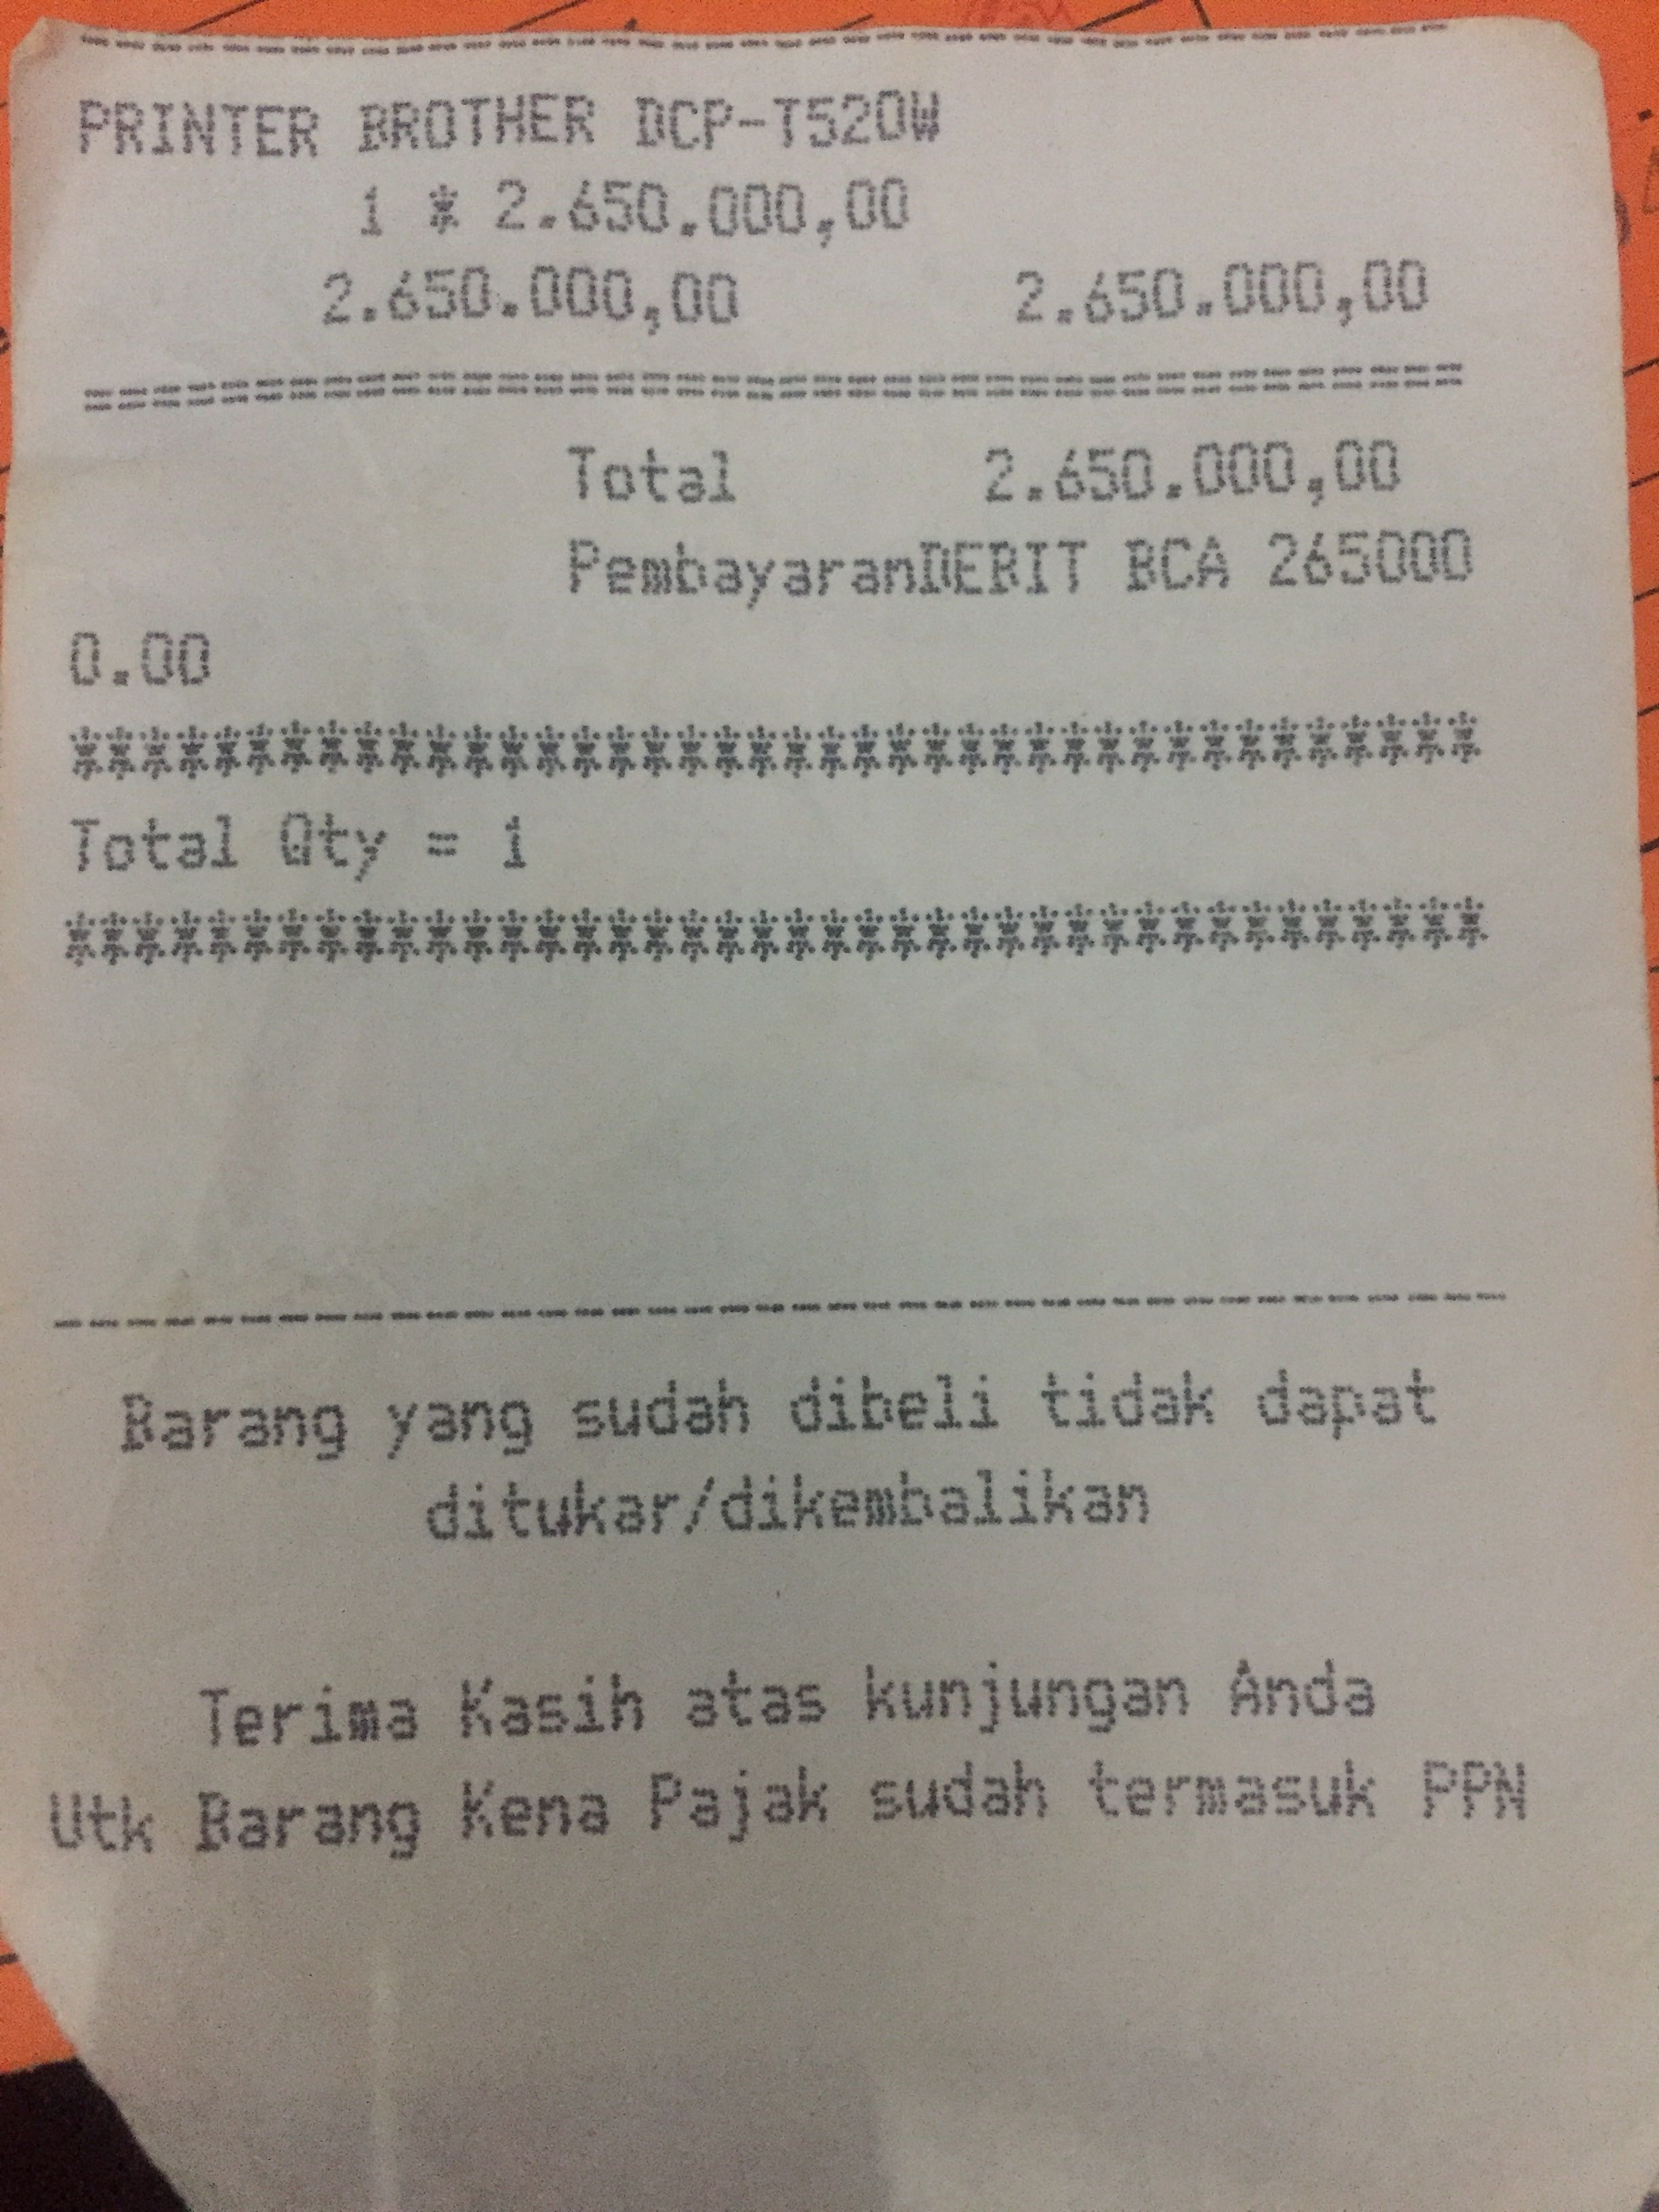 ----------------------------------------
PRINTER BROTHER DCP-T520W
1 * 2.650.000,00
2.650.000,00 2.650.000,00
========================================
Total 2.650.000,00
PembayaranDEBIT BCA 265000
0.00
****************************************
Total Qty = 1
****************************************
----------------------------------------
Barang yang sudah dibeli tidak dapat
ditukar/dikembalikan
Terima Kasih atas kunjungan Anda
Utk Barang Kena Pajak sudah termasuk PPN